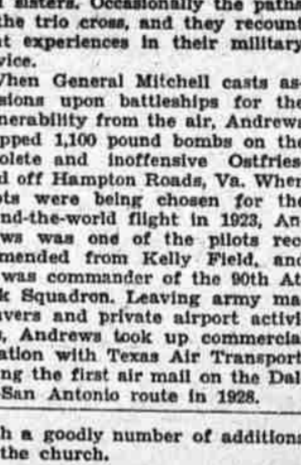 sisters. Occasionally the paths
the trio cross, and they recoun
t experiences in their military
vice.
When General Mitchell casts as-
sions upon battleships for the
nerability from the air, Andrews
pped 1,100 pound bombs on the
olete and inoffensive Ostfries-
d off Hampton Roads, Va. When
ots were being chosen for the
nd-the-world flight in 1923, An-
ws was one of the pilots rec-
mended from Kelly Field, and
was commander of the 90th At-
k Squadron. Leaving army ma-
uvers and private airport activi-
s, Andrews took up commercia
ation with Texas Air Transport
ing the first air mail on the Dal-
-San Antonio route in 1928.
h a goodly number of additions
the church.